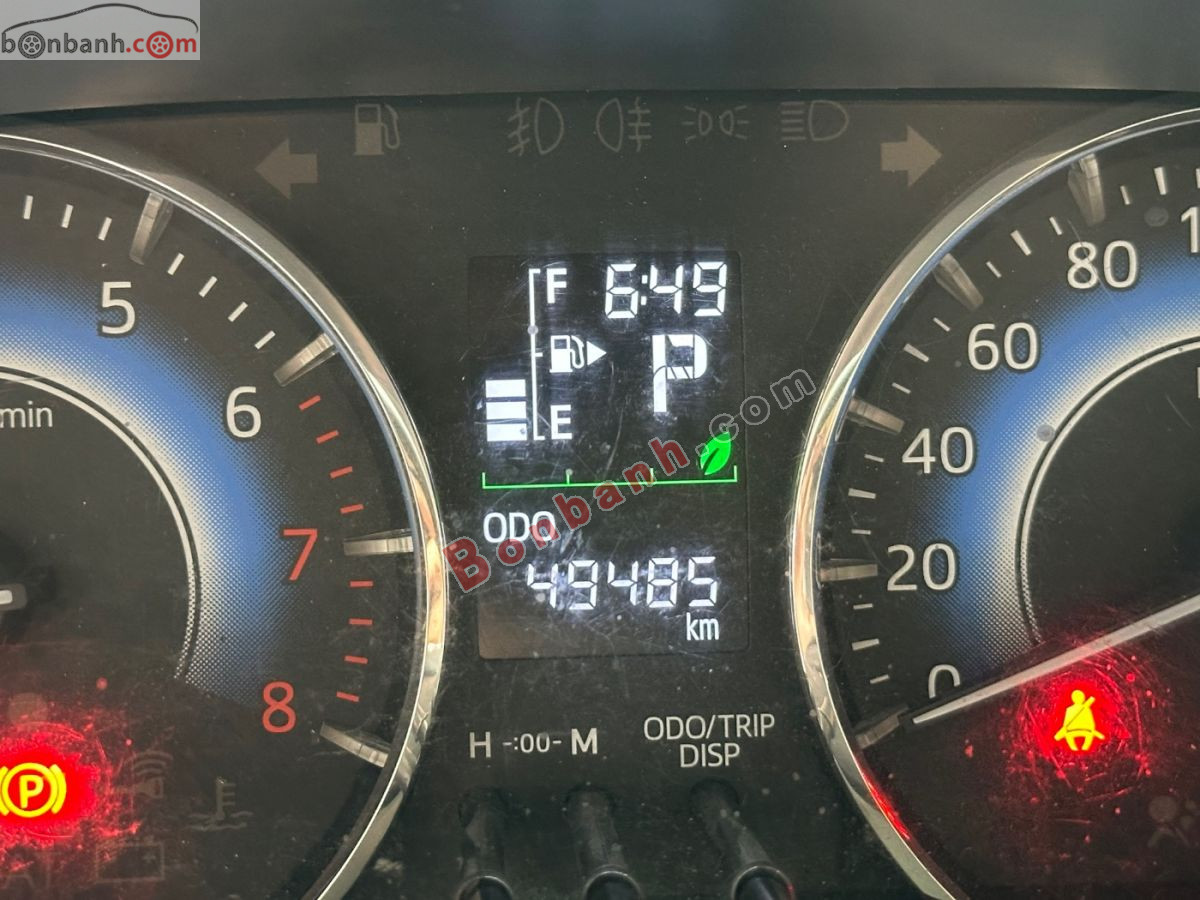 bonbanh.com
5
6
7
8
min
F
6:49
P
E
ODO
49485
km
80
60
40
20
0
H -:00- M
ODO/TRIP
DISP
P
Bonbanh.com